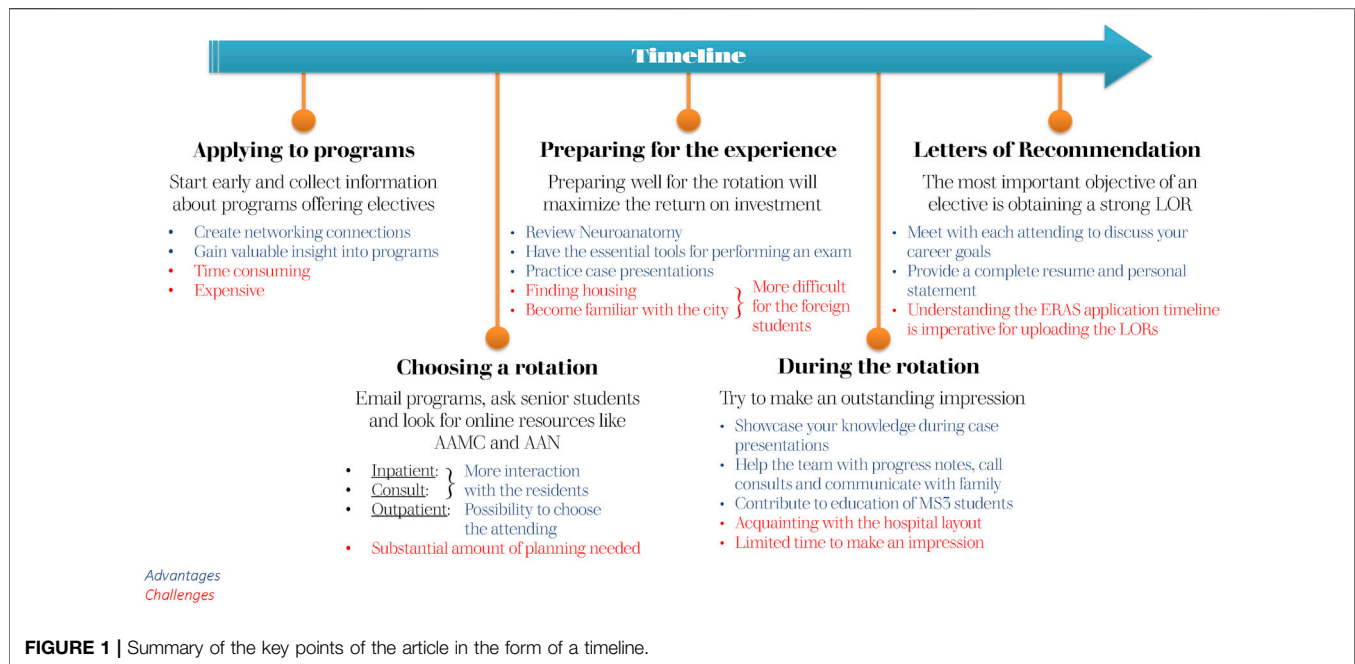 Timeline
Applying to programs
Start early and collect information
about programs offering electives
• Create networking connections
• Gain valuable insight into programs
• Time consuming
• Expensive
Choosing a rotation
Email programs, ask senior students
and look for online resources like
AAMC and AAN
• Inpatient: } More interaction
• Consult: with the residents
• Outpatient: Possibility to choose
the attending
• Substantial amount of planning needed
Preparing for the experience
Preparing well for the rotation will
maximize the return on investment
• Review Neuroanatomy
• Have the essential tools for performing an exam
• Practice case presentations
• Finding housing
• Become familiar with the city
} More difficult
for the foreign
students
During the rotation
Try to make an outstanding impression
• Showcase your knowledge during case
presentations
• Help the team with progress notes, call
consults and communicate with family
• Contribute to education of MS3 students
• Acquainting with the hospital layout
• Limited time to make an impression
Letters of Recommendation
The most important objective of an
elective is obtaining a strong LOR
• Meet with each attending to discuss your
career goals
• Provide a complete resume and personal
statement
• Understanding the ERAS application timeline
is imperative for uploading the LORs
Advantages
Challenges
FIGURE 1 | Summary of the key points of the article in the form of a timeline.